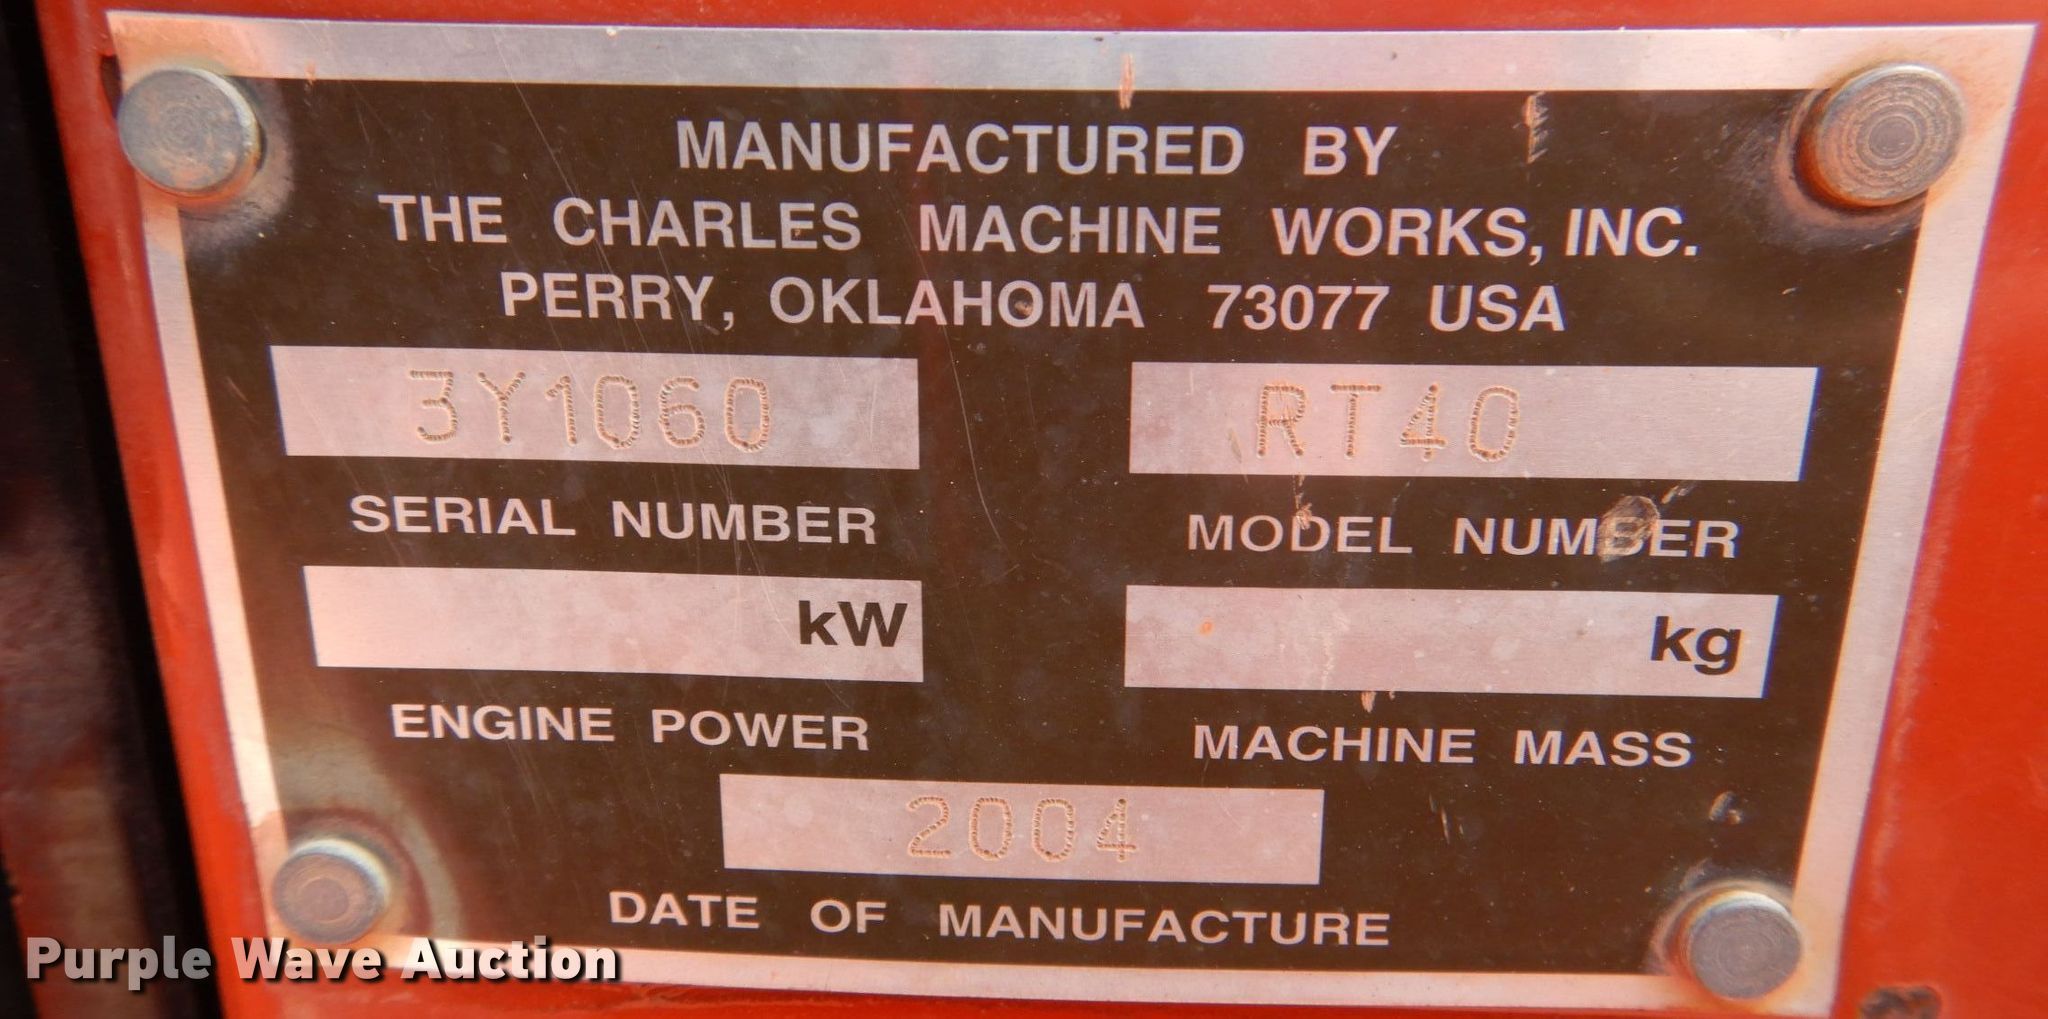 MANUFACTURED BY
THE CHARLES MACHINE WORKS, INC.
PERRY, OKLAHOMA 73077 USA
3Y1060 RT40
SERIAL NUMBER MODEL NUMBER
kW kg
ENGINE POWER MACHINE MASS
2004
DATE OF MANUFACTURE
Purple Wave Auction